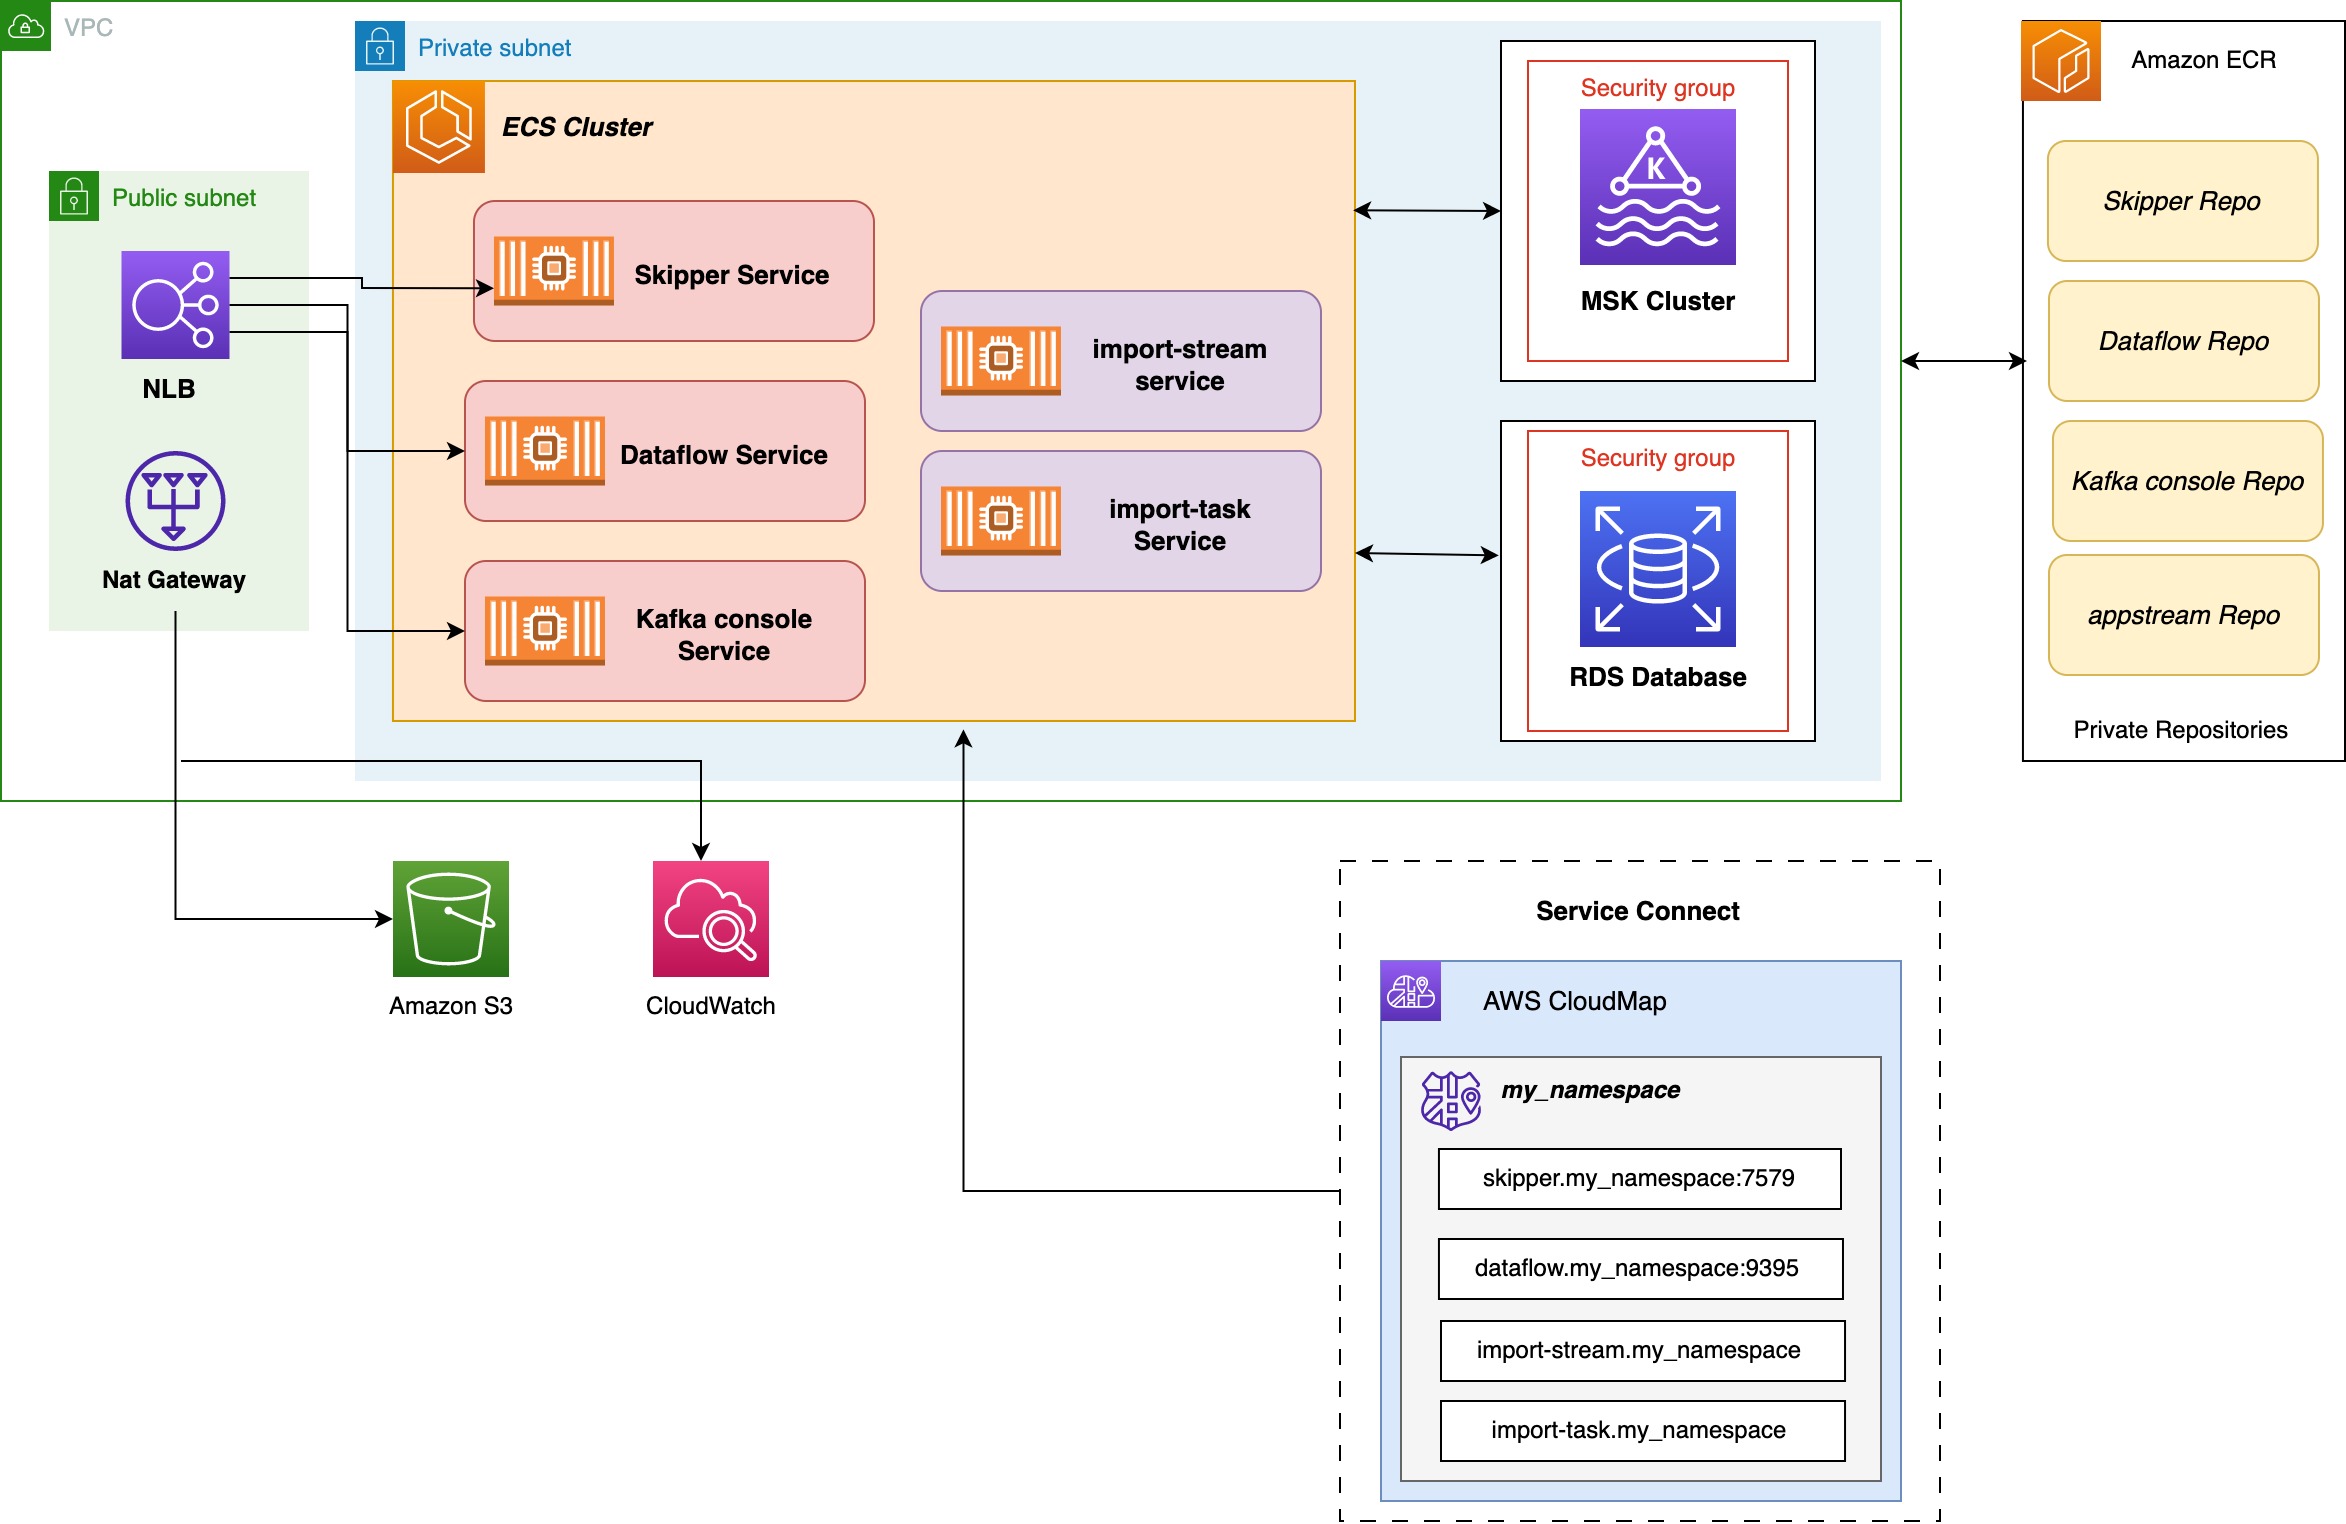 VPC
Private subnet
ECS Cluster
Public subnet
NLB
Nat Gateway
Skipper Service
Dataflow Service
Kafka console
Service
import-stream
service
import-task
Service
Security group
K
MSK Cluster
Security group
RDS Database
Amazon ECR
Skipper Repo
Dataflow Repo
Kafka console Repo
appstream Repo
Private Repositories
Amazon S3
CloudWatch
Service Connect
AWS CloudMap
my_namespace
skipper.my_namespace:7579
dataflow.my_namespace:9395
import-stream.my_namespace
import-task.my_namespace